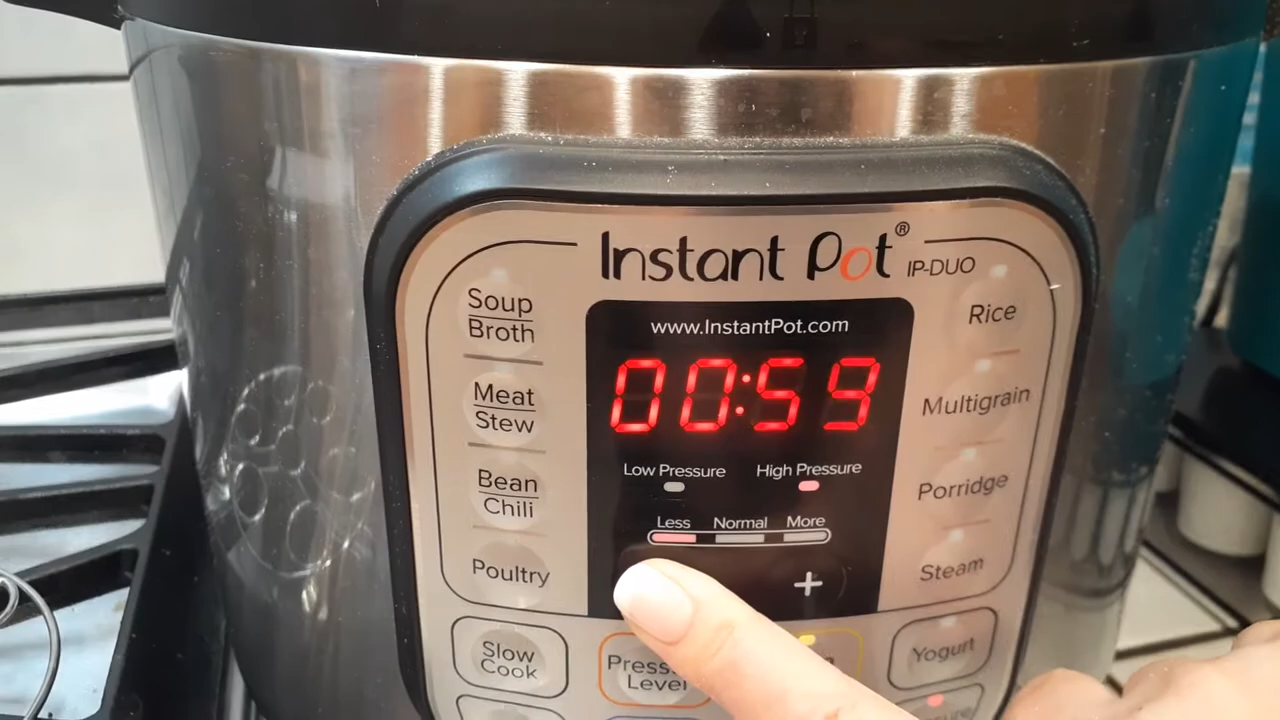 Instant Pot® IP-DUO
www.InstantPot.com
00:59
Low Pressure High Pressure
Less Normal More
+
Soup
Broth
Meat
Stew
Bean
Chili
Poultry
Rice
Multigrain
Porridge
Steam
Slow
Cook
Level
Yogurt